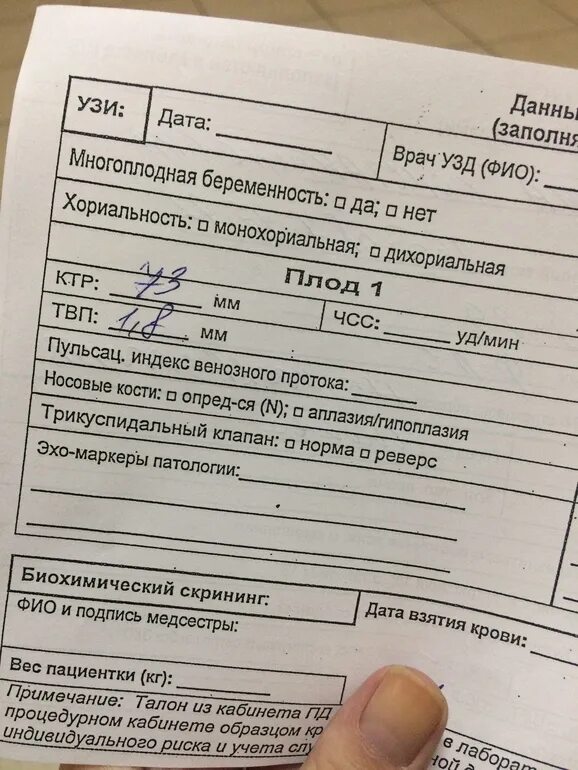 УЗИ:
Дата:
Данны
(заполня
Врач УЗД (ФИО):
Многоплодная беременность: □ да; □ нет
Хориальность: □ монохориальная; □ дихориальная
Плод 1
КТР: 73 мм
ЧСС: уд/мин
ТВП: 1,8 мм
Пульсац. индекс венозного протока:
Носовые кости: □ опред-ся (N); □ аплазия/гипоплазия
Трикуспидальный клапан: □ норма □ реверс
Эхо-маркеры патологии:
Биохимический скрининг:
Дата взятия крови:
ФИО и подпись медсестры:
Вес пациентки (кг):
Примечание: Талон из кабинета ПД
процедурном кабинете образцом кр
в лаборат
индивидуального риска и учета слу
ной д